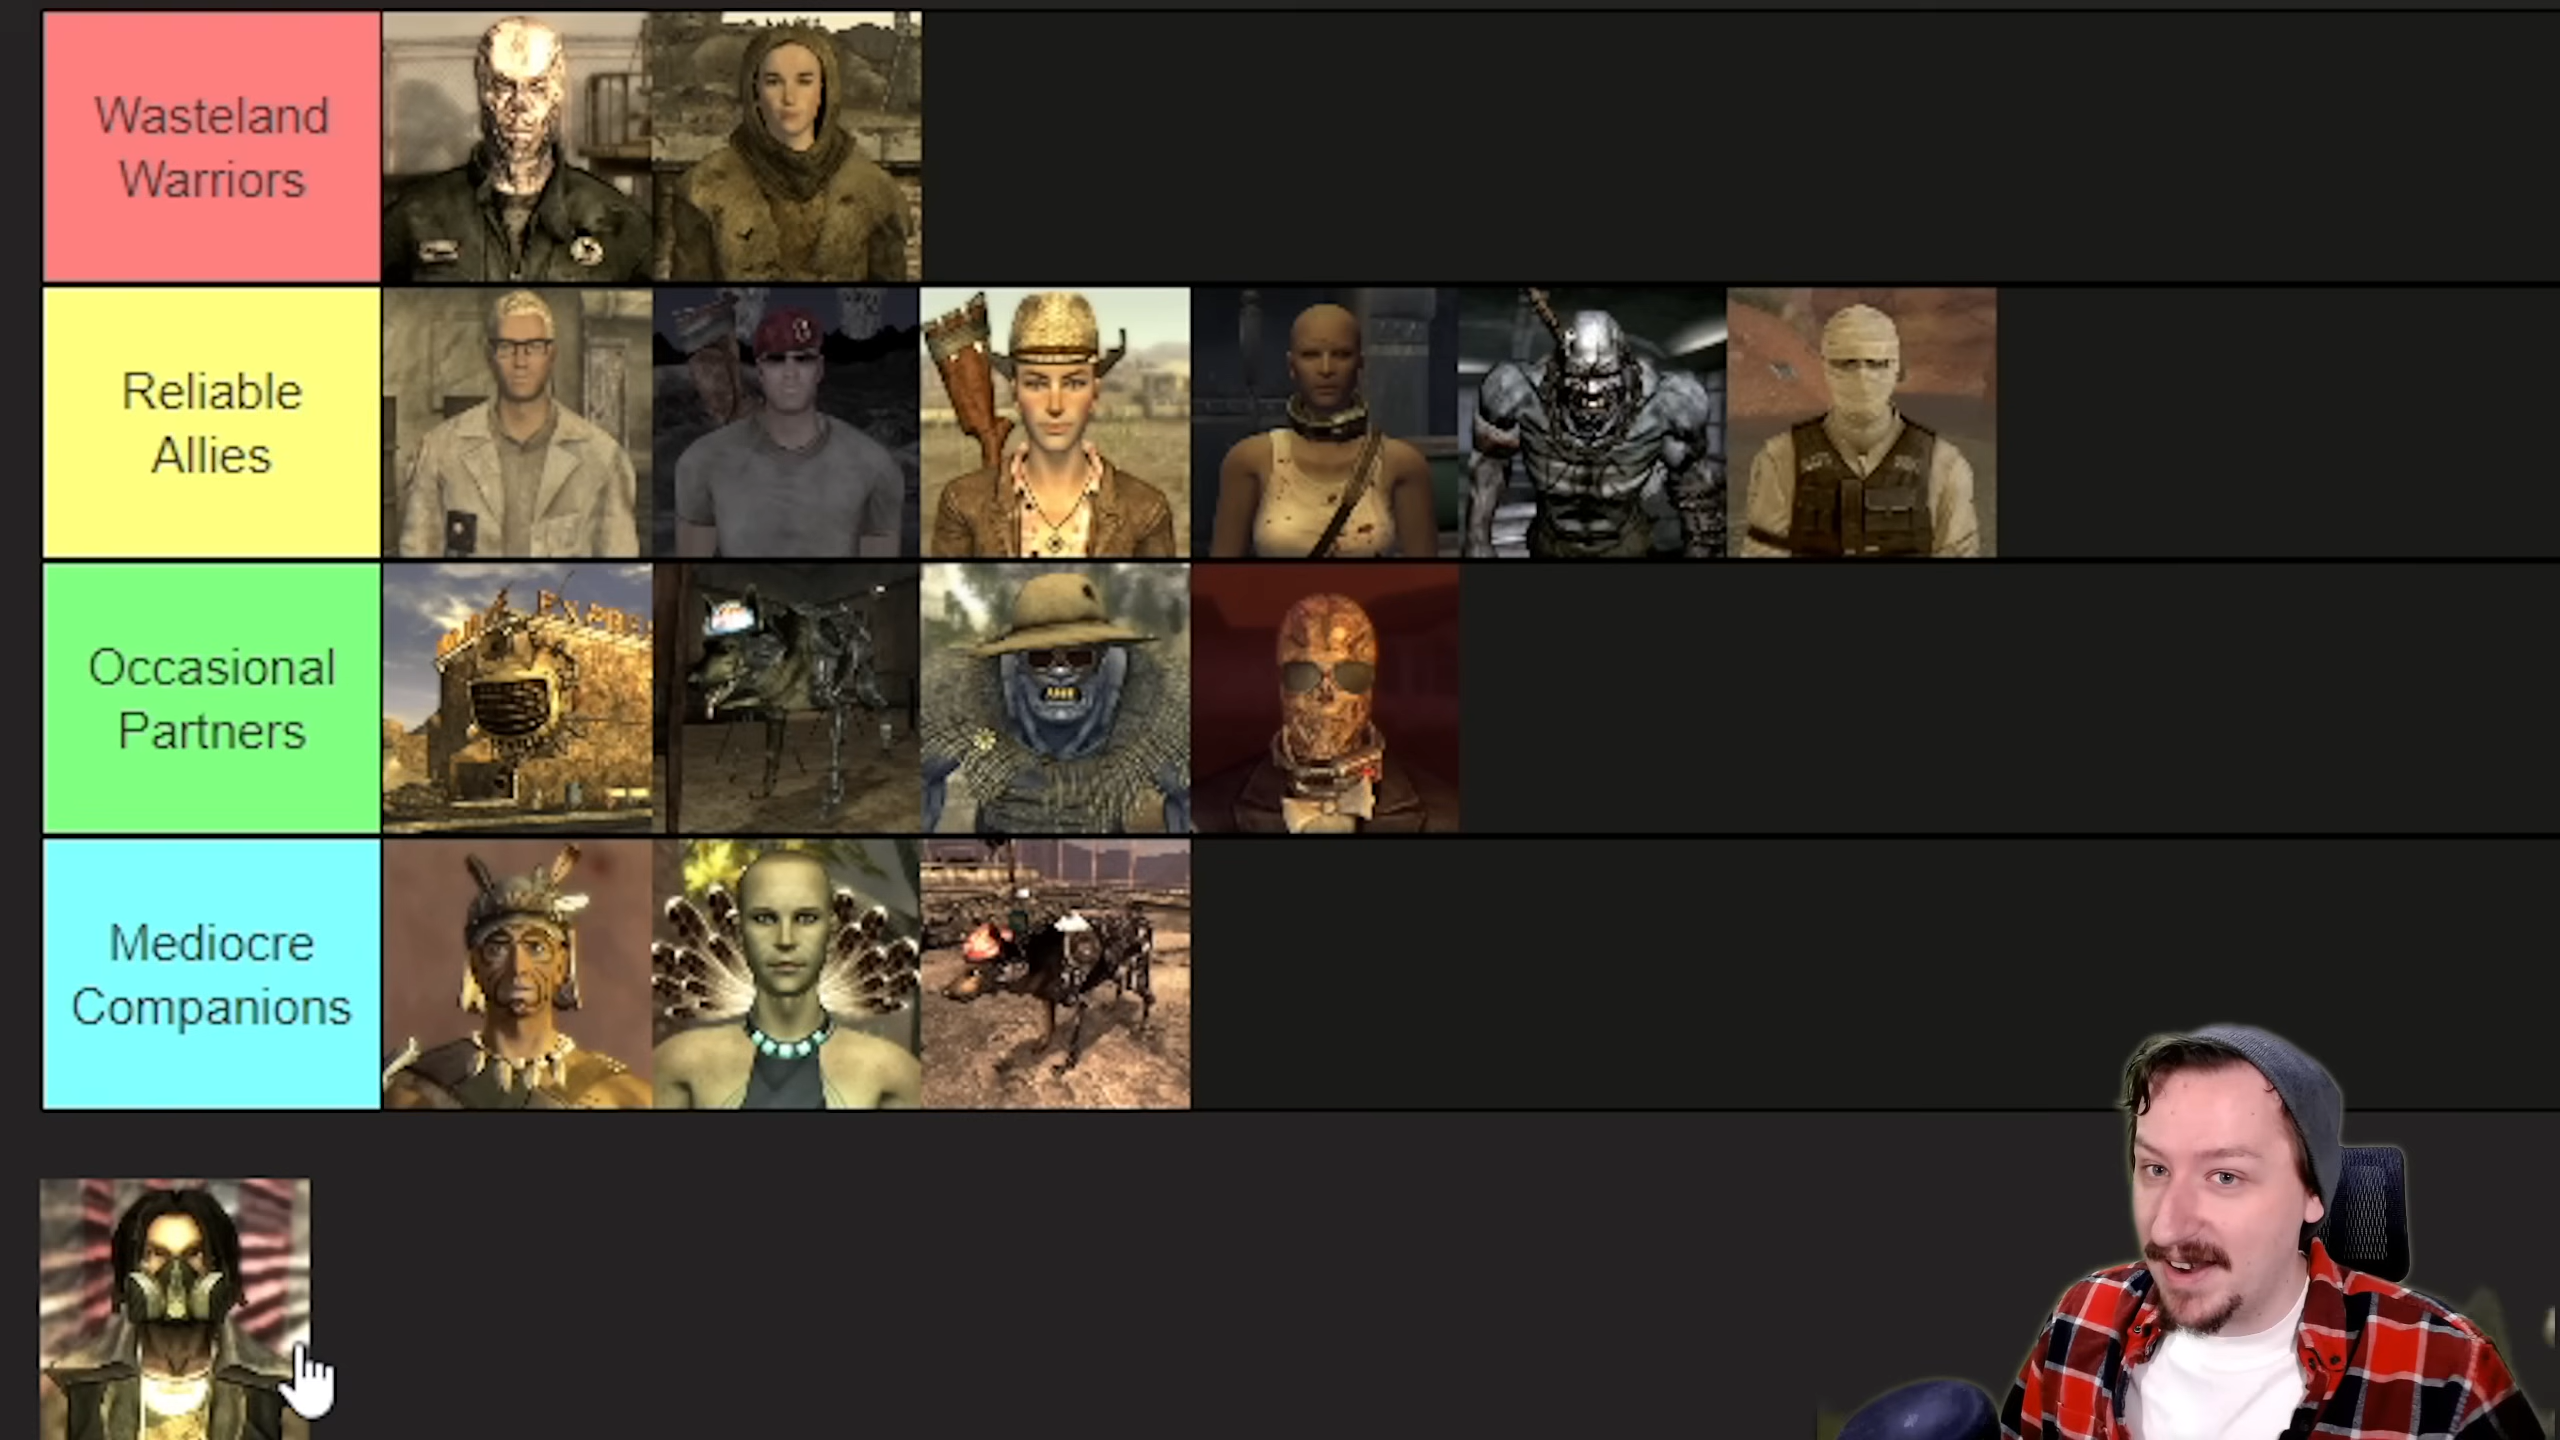 Wasteland
Warriors
Reliable
Allies
Occasional
Partners
Mediocre
Companions